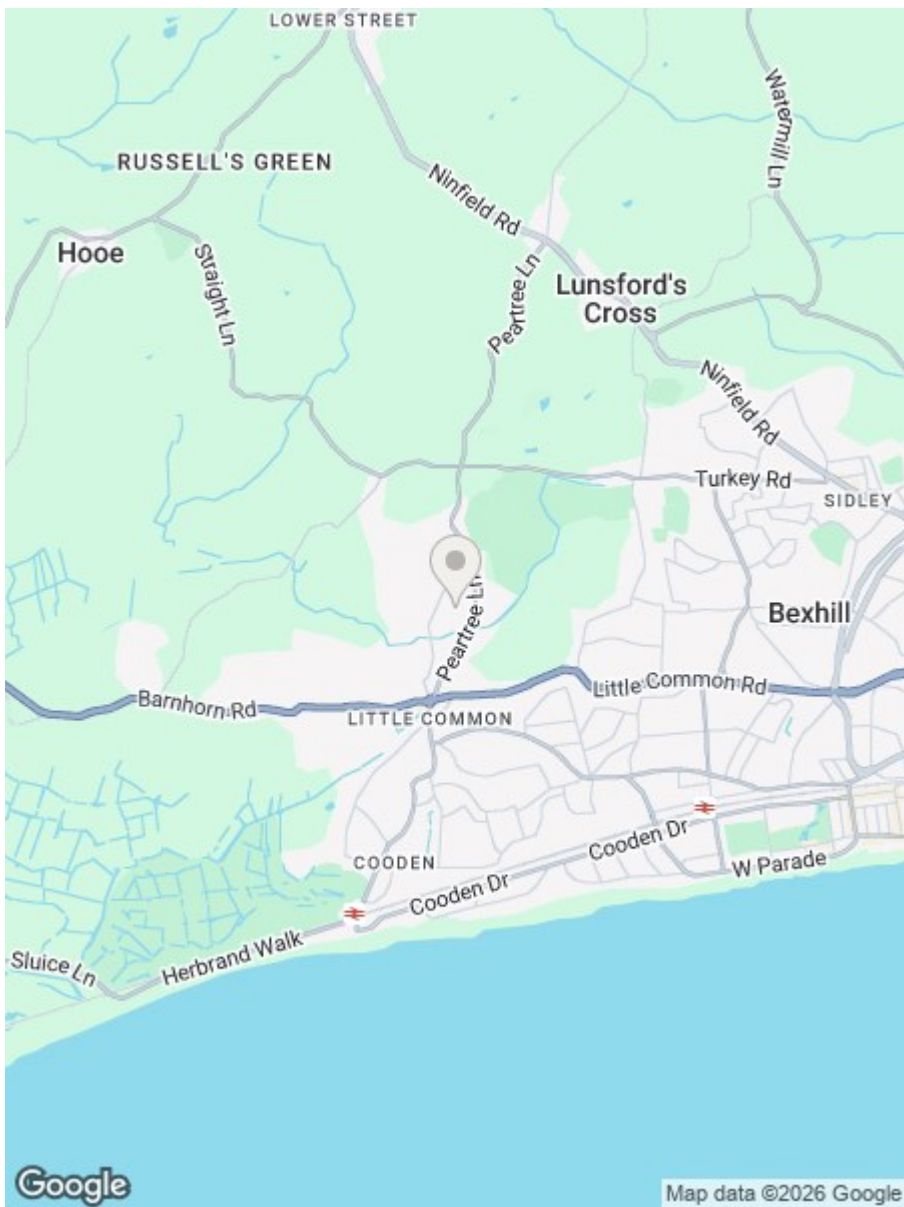 LOWER STREET
Watermill Ln
RUSSELL'S GREEN
Ninfield Rd
Hooe
Straight Ln
Peartree Ln
Lunsford's
Cross
Ninfield Rd
Turkey Rd
SIDLEY
Peartree Ln
Bexhill
Barnhorn Rd
Little Common Rd
LITTLE COMMON
COODEN
Cooden Dr
W Parade
Cooden Dr
Herbrand Walk
Sluice Ln
Google
Map data ©2026 Google